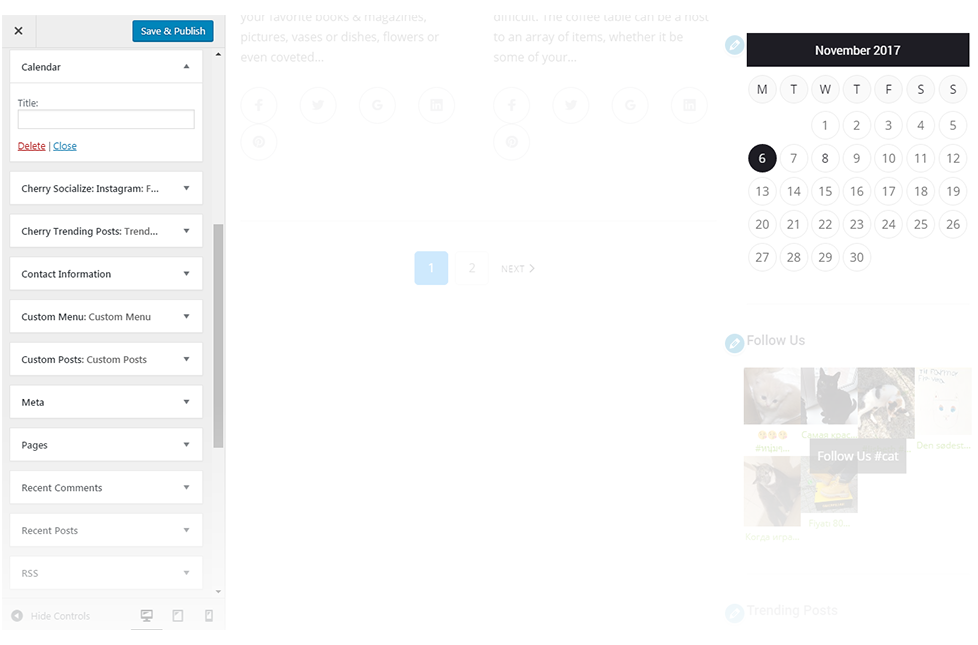 Save & Publish
Calendar
Title:
Delete | Close
Cherry Socialize: Instagram: F...
Cherry Trending Posts: Trend...
Contact Information
Custom Menu: Custom Menu
Custom Posts: Custom Posts
Meta
Pages
Recent Comments
Recent Posts
RSS
Hide Controls
your favorite books & magazines,
pictures, vases or dishes, flowers or
even coveted...
difficult. The coffee table can be a host
to an array of items, whether it be
some of your...
1 2 NEXT
November 2017
M T W T F S S
1 2 3 4 5
6 7 8 9 10 11 12
13 14 15 16 17 18 19
20 21 22 23 24 25 26
27 28 29 30
Follow Us
Самая крас...
Den sødest...
Follow Us #cat
Когда игра...
Trending Posts